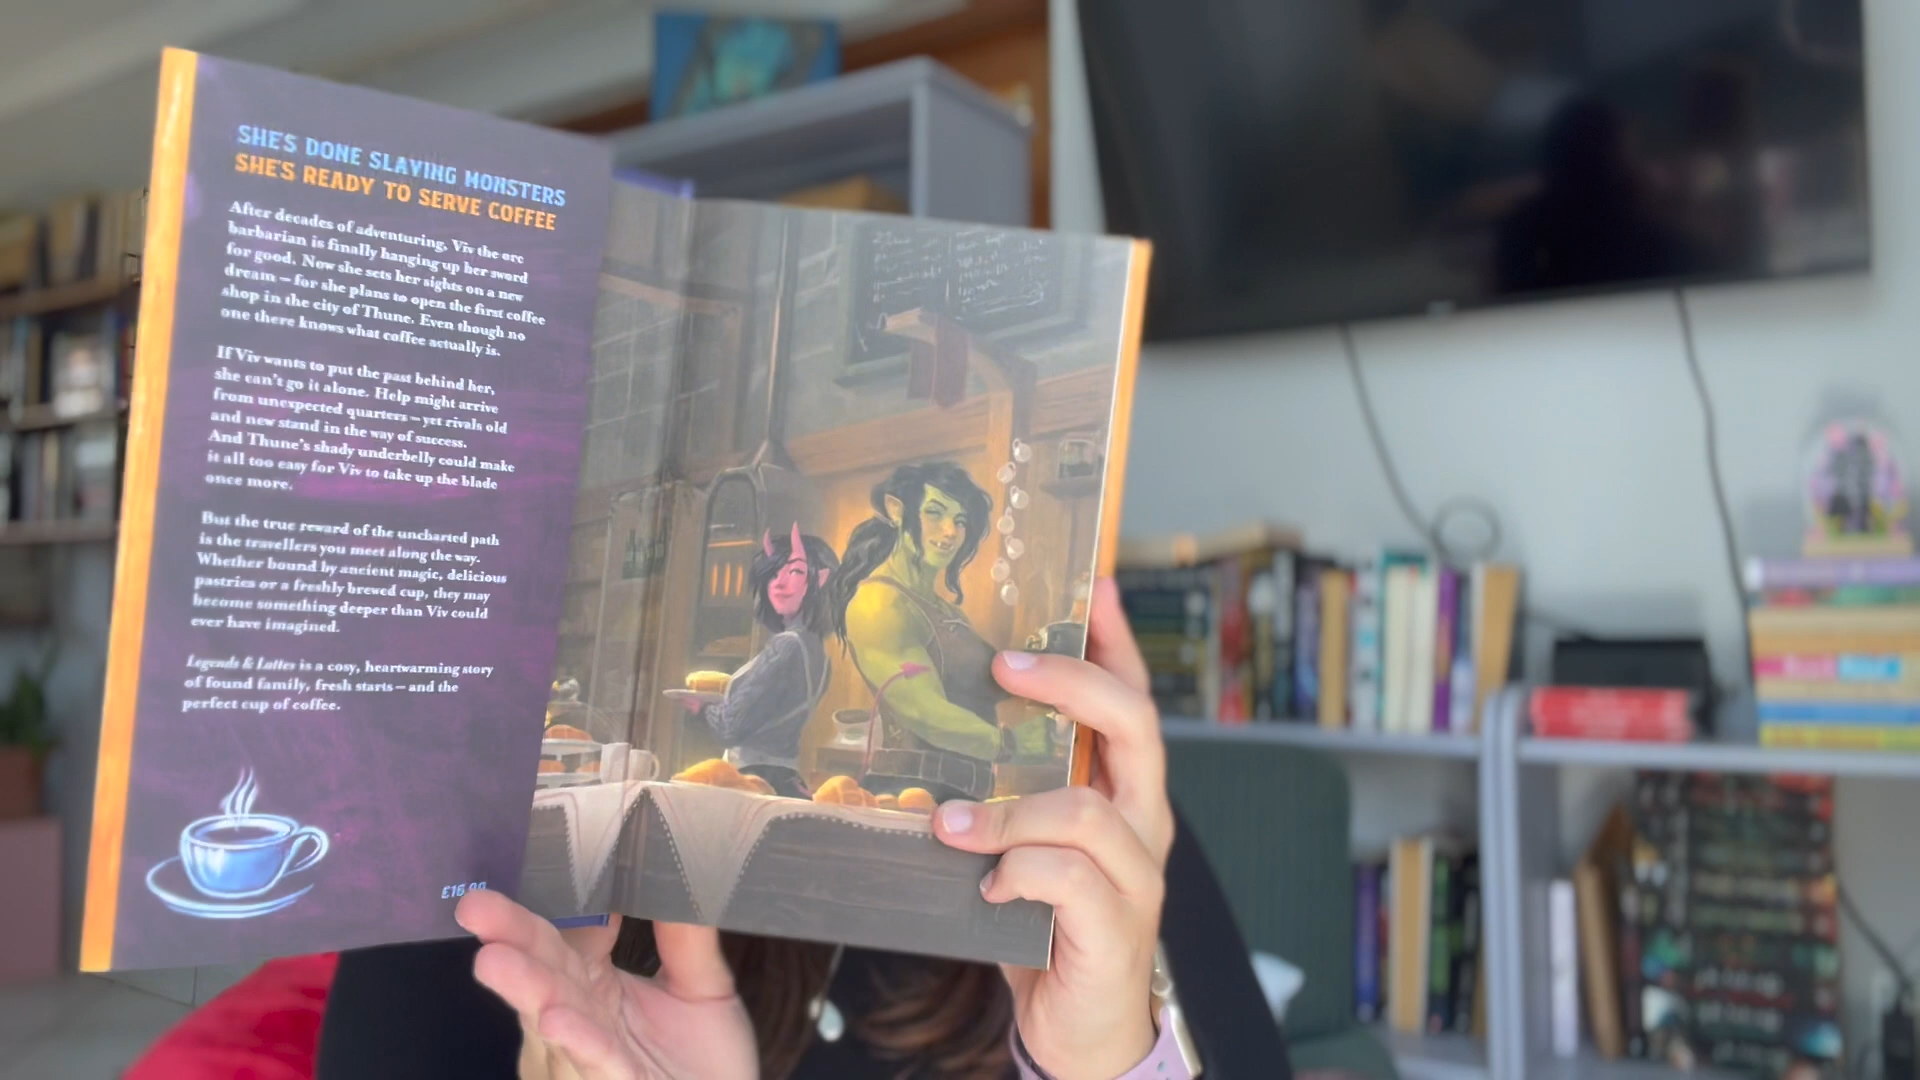 SHE'S DONE SLAYING MONSTERS
SHE'S READY TO SERVE COFFEE
After decades of adventuring, Viv the orc
barbarian is finally hanging up her sword
for good. Now she sets her sights on a new
dream – for she plans to open the first coffee
shop in the city of Thune. Even though no
one there knows what coffee actually is.
If Viv wants to put the past behind her,
she can't go it alone. Help might arrive
from unexpected quarters – yet rivals old
and new stand in the way of success.
And Thune's shady underbelly could make
it all too easy for Viv to take up the blade
once more.
But the true reward of the uncharted path
is the travellers you meet along the way.
Whether bound by ancient magic, delicious
pastries or a freshly brewed cup, they may
become something deeper than Viv could
ever have imagined.
Legends & Lattes is a cosy, heartwarming story
of found family, fresh starts – and the
perfect cup of coffee.